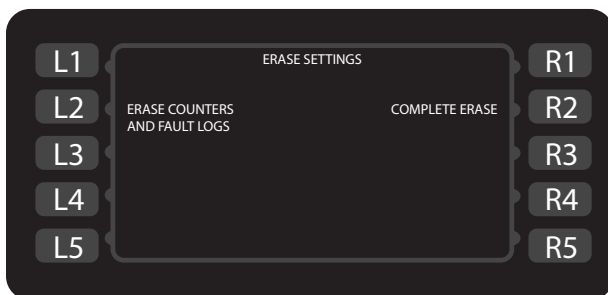 ERASE SETTINGS
L1
R1
L2
ERASE COUNTERS
AND FAULT LOGS
COMPLETE ERASE
R2
L3
R3
L4
R4
L5
R5